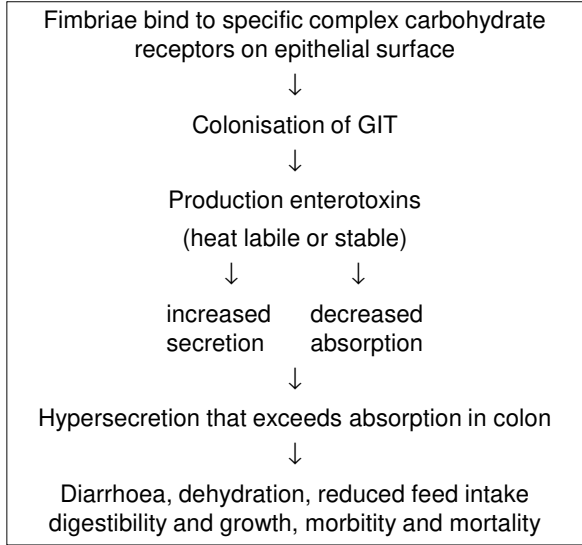 Fimbriae bind to specific complex carbohydrate
receptors on epithelial surface
↓
Colonisation of GIT
↓
Production enterotoxins
(heat labile or stable)
↓ ↓
increased decreased
secretion absorption
↓
Hypersecretion that exceeds absorption in colon
↓
Diarrhoea, dehydration, reduced feed intake
digestibility and growth, morbitity and mortality